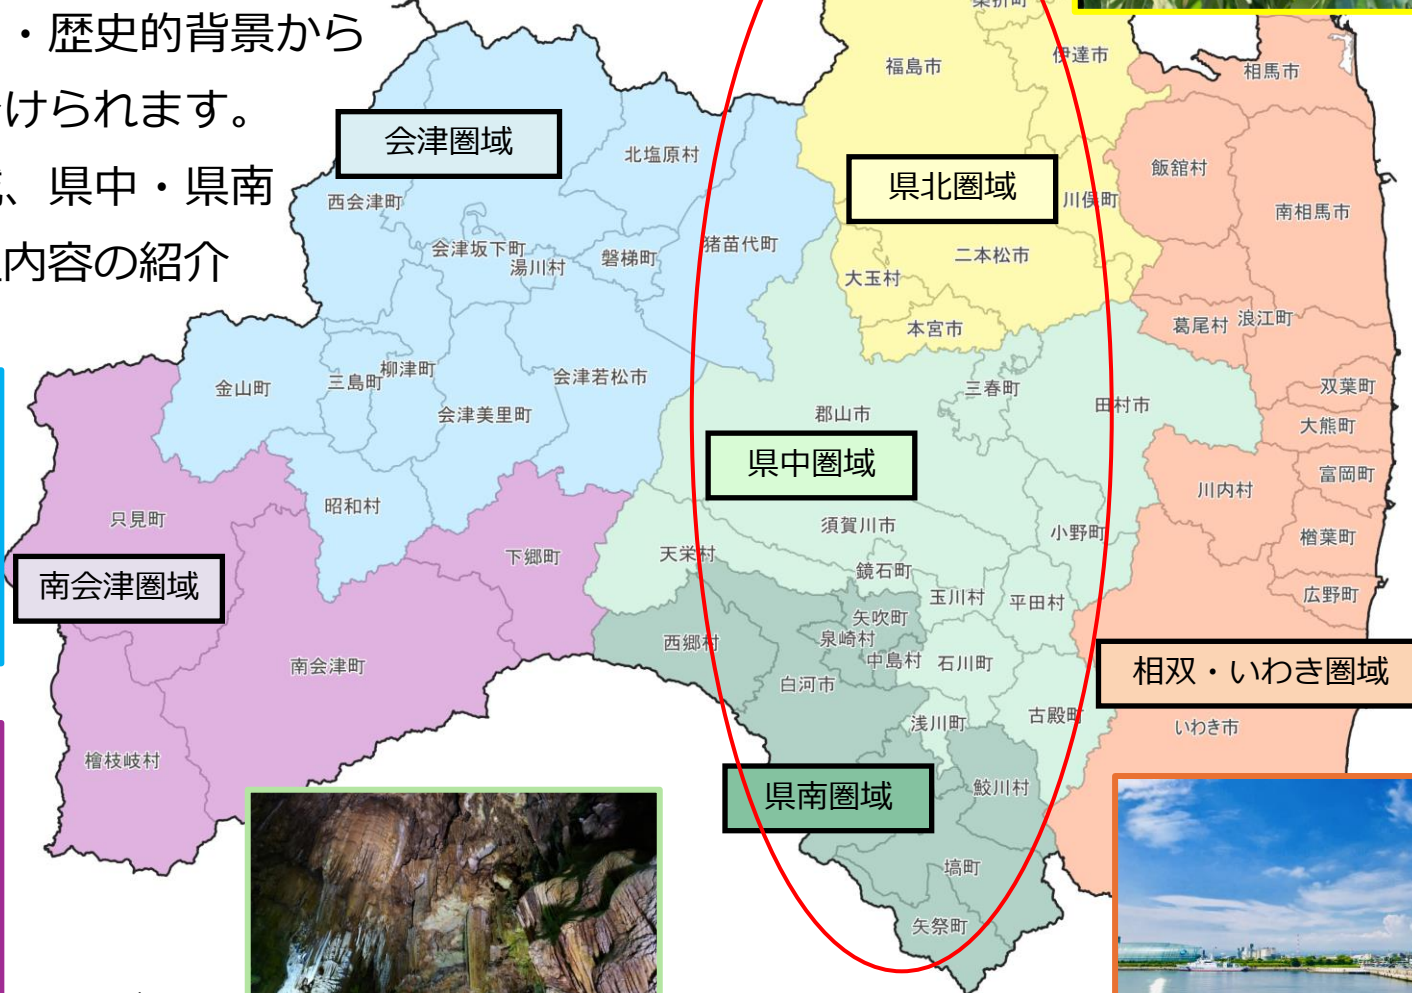 ・歴史的背景から
けられます。
、県中・県南
内容の紹介
桑折町
伊達市
福島市
相馬市
会津圏域
北塩原村
県北圏域
飯舘村
西会津町
川俣町
南相馬市
会津坂下町
湯川村
磐梯町
猪苗代町
二本松市
大玉村
本宮市
葛尾村
浪江町
金山町
三島町
柳津町
会津若松市
会津美里町
郡山市
三春町
田村市
双葉町
大熊町
県中圏域
富岡町
川内村
只見町
昭和村
須賀川市
小野町
楢葉町
下郷町
天栄村
鏡石町
南会津圏域
玉川村
平田村
広野町
矢吹町
泉崎村
中島村
西郷村
石川町
南会津町
白河市
相双・いわき圏域
浅川町
古殿町
いわき市
檜枝岐村
県南圏域
鮫川村
塙町
矢祭町